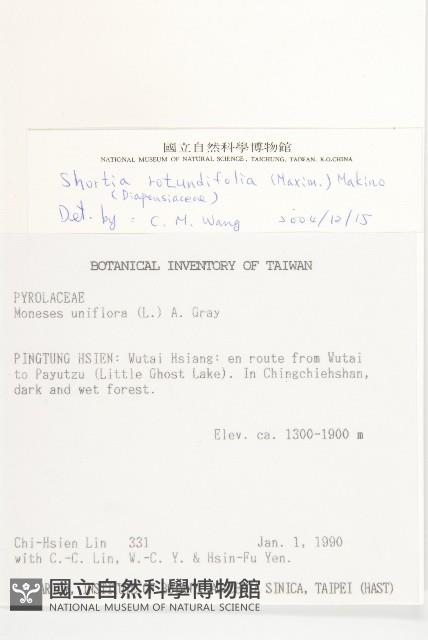 國立自然科學博物館
NATIONAL MUSEUM OF NATURAL SCIENCE, TAICHUNG, TAIWAN, R.O.CHINA
Shortia rotundifolia (Maxim.) Makino
(Diapensiaceae)
Det. by : C. M. Wang 2004/12/15
BOTANICAL INVENTORY OF TAIWAN
PYROLACEAE
Moneses uniflora (L.) A. Gray
PINGTUNG HSIEN: Wutai Hsiang: en route from Wutai
to Payutzu (Little Ghost Lake). In Chingchiehshan,
dark and wet forest.
Elev. ca. 1300-1900 m
Chi-Hsien Lin 331 Jan. 1, 1990
with C.-C. Lin, W.-C. Y. & Hsin-Fu Yen.
SINICA, TAIPEI (HAST)
國立自然科學博物館
NATIONAL MUSEUM OF NATURAL SCIENCE